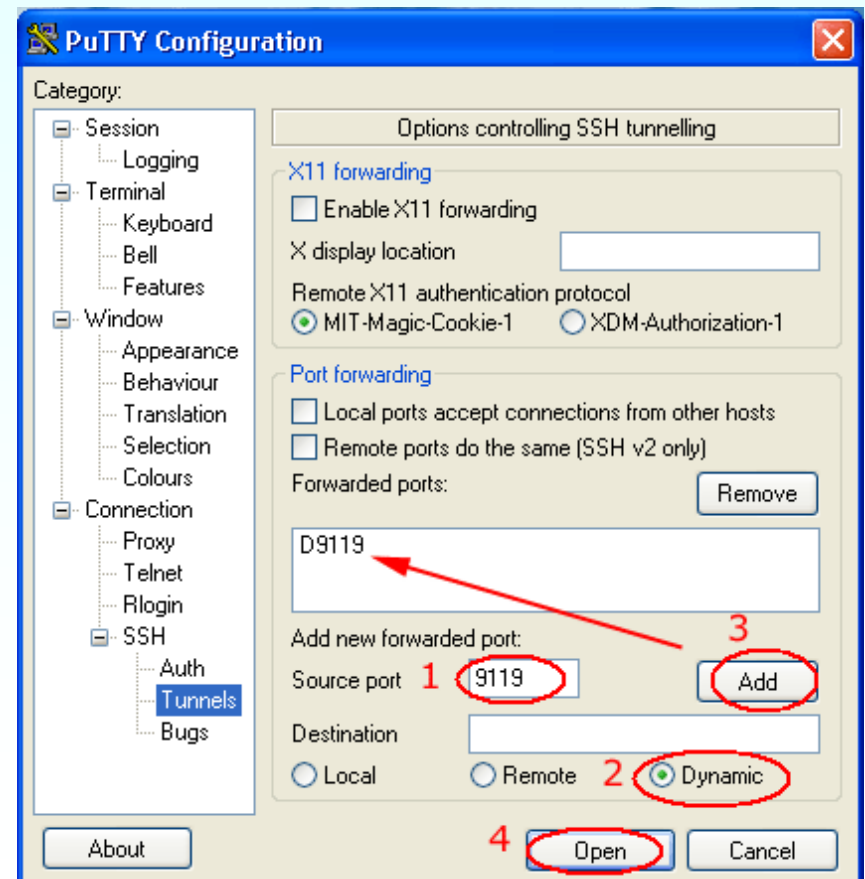 PuTTY Configuration
Category:
Session
Logging
Terminal
Keyboard
Bell
Features
Window
Appearance
Behaviour
Translation
Selection
Colours
Connection
Proxy
Telnet
Rlogin
SSH
Auth
Tunnels
Bugs
Options controlling SSH tunnelling
X11 forwarding
Enable X11 forwarding
X display location
Remote X11 authentication protocol
MIT-Magic-Cookie-1 XDM-Authorization-1
Port forwarding
Local ports accept connections from other hosts
Remote ports do the same (SSH v2 only)
Forwarded ports: Remove
D9119
Add new forwarded port: 3
Source port 1 9119 Add
Destination
Local Remote 2 Dynamic
About 4 Open Cancel